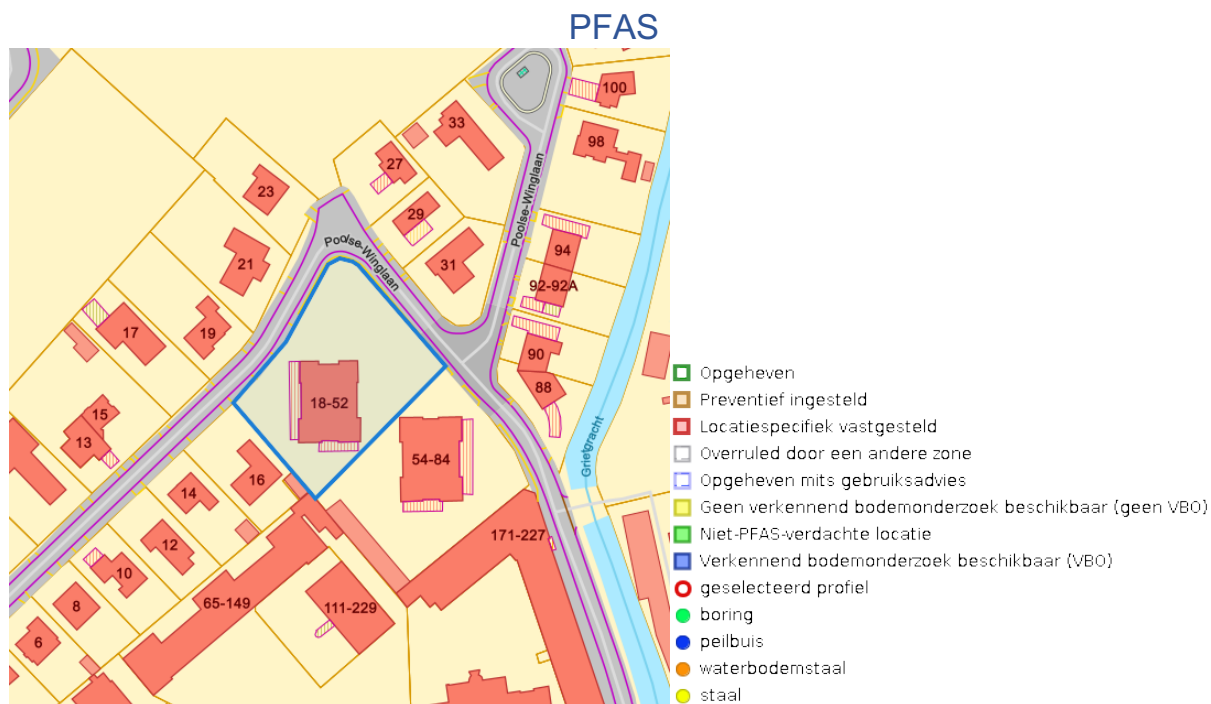 PFAS
100
33
98
27
23
Poolse-Winglaan
29
Poolse-Winglaan
94
21
31
92-92A
17
19
90
88
18-52
15
13
54-84
Grietgracht
16
14
171-227
12
10
65-149
111-229
8
6
Opgeheven
Preventief ingesteld
Locatiespecifiek vastgesteld
Overruled door een andere zone
Opgeheven mits gebruiksadvies
Geen verkennend bodemonderzoek beschikbaar (geen VBO)
Niet-PFAS-verdachte locatie
Verkennend bodemonderzoek beschikbaar (VBO)
geselecteerd profiel
boring
peilbuis
waterbodemstaal
staal